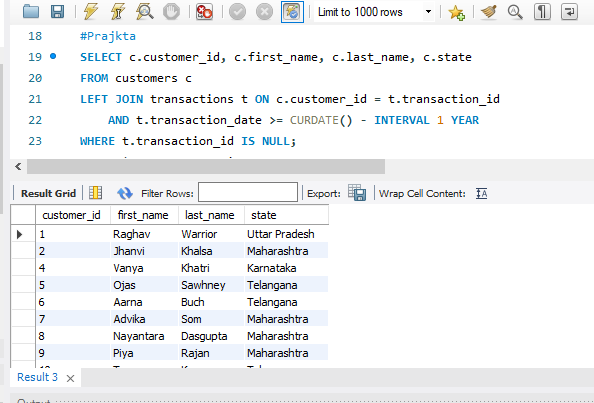 Limit to 1000 rows
18 #Prajkta
19 SELECT c.customer_id, c.first_name, c.last_name, c.state
20 FROM customers c
21 LEFT JOIN transactions t ON c.customer_id = t.transaction_id
22 AND t.transaction_date >= CURDATE() - INTERVAL 1 YEAR
23 WHERE t.transaction_id IS NULL;
Result Grid Filter Rows: Export: Wrap Cell Content:
customer_id first_name last_name state
1 Raghav Warrior Uttar Pradesh
2 Jhanvi Khalsa Maharashtra
4 Vanya Khatri Karnataka
5 Ojas Sawhney Telangana
6 Aarna Buch Telangana
7 Advika Som Maharashtra
8 Nayantara Dasgupta Maharashtra
9 Piya Rajan Maharashtra
Result 3